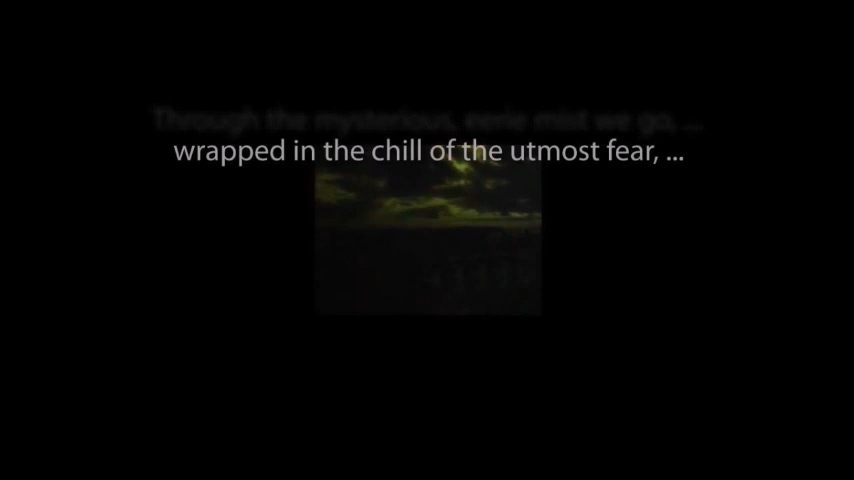 Through the mysterious, eerie mist we go, ...
wrapped in the chill of the utmost fear, ...